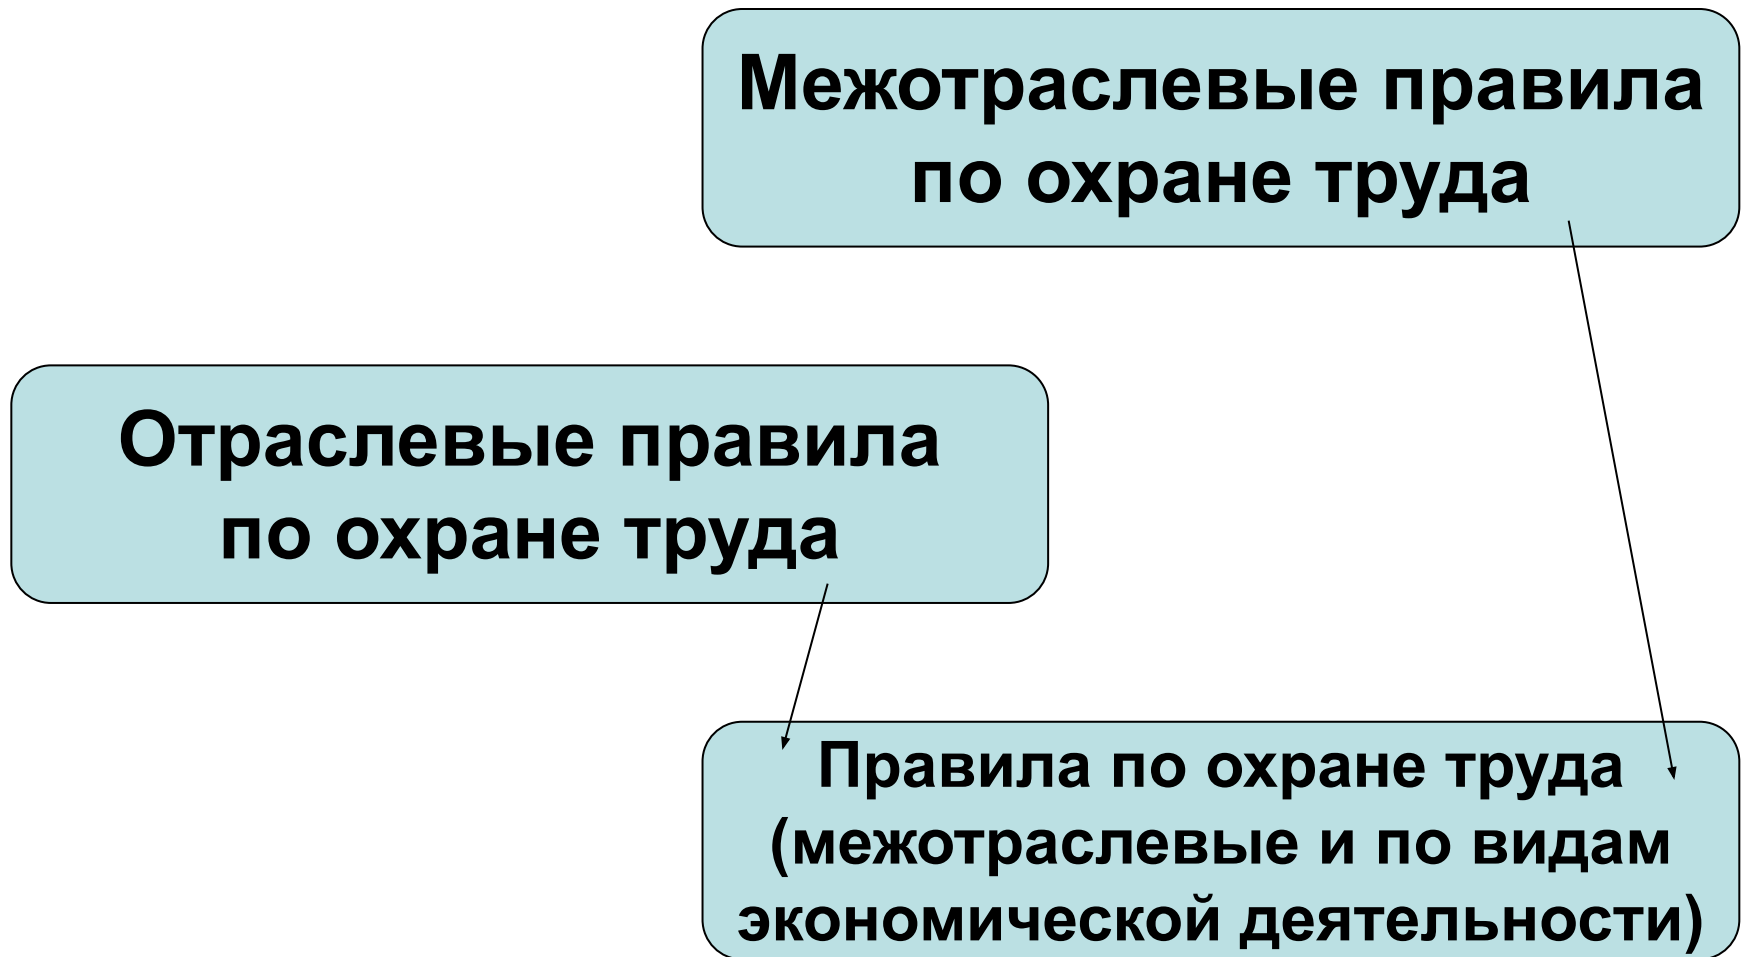 Межотраслевые правила
по охране труда
Отраслевые правила
по охране труда
Правила по охране труда
(межотраслевые и по видам
экономической деятельности)